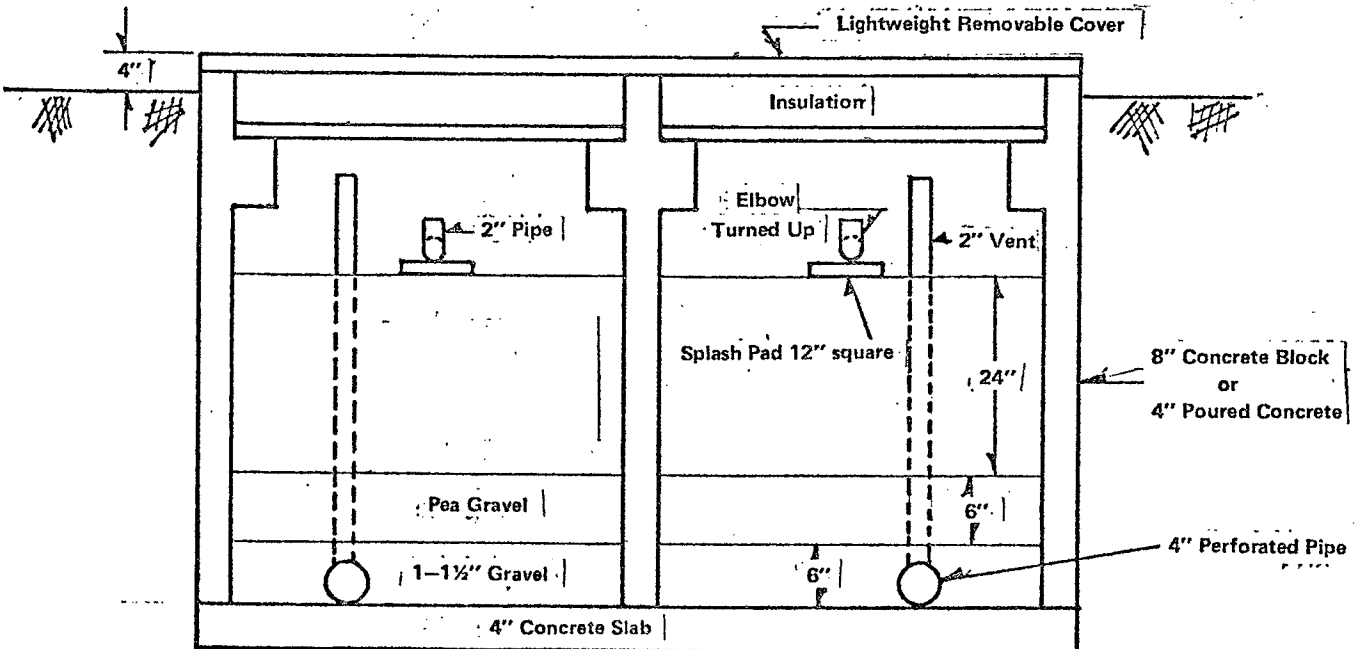 Lightweight Removable Cover
4"
Insulation
Elbow
Turned Up
2" Pipe
2" Vent
Splash Pad 12" square
24"
8" Concrete Block
or
4" Poured Concrete
Pea Gravel
6"
4" Perforated Pipe
1–1½" Gravel
6"
4" Concrete Slab